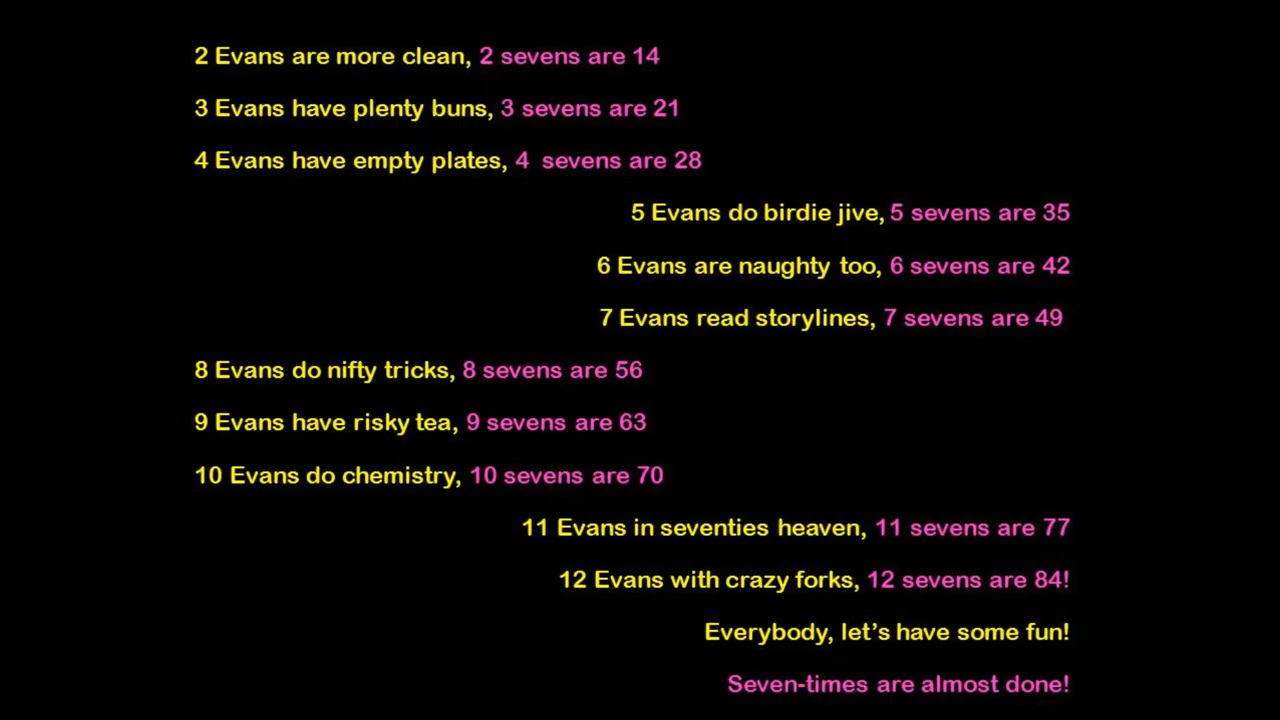 2 Evans are more clean, 2 sevens are 14
3 Evans have plenty buns, 3 sevens are 21
4 Evans have empty plates, 4 sevens are 28
5 Evans do birdie jive, 5 sevens are 35
6 Evans are naughty too, 6 sevens are 42
7 Evans read storylines, 7 sevens are 49
8 Evans do nifty tricks, 8 sevens are 56
9 Evans have risky tea, 9 sevens are 63
10 Evans do chemistry, 10 sevens are 70
11 Evans in seventies heaven, 11 sevens are 77
12 Evans with crazy forks, 12 sevens are 84!
Everybody, let’s have some fun!
Seven-times are almost done!